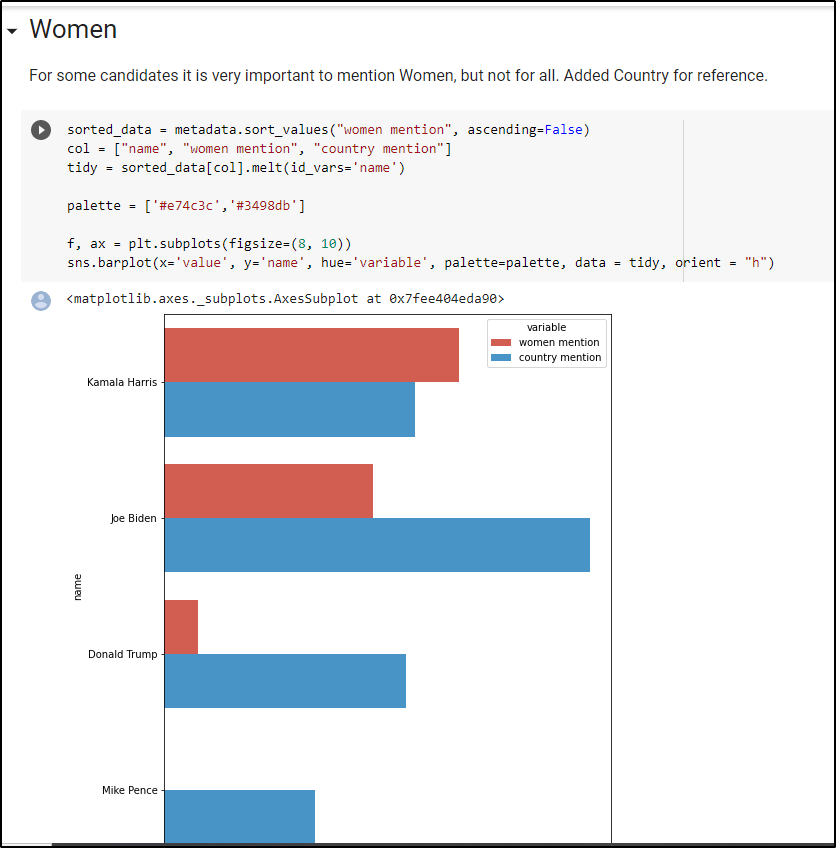 Women
For some candidates it is very important to mention Women, but not for all. Added Country for reference.
sorted_data = metadata.sort_values("women mention", ascending=False)
col = ["name", "women mention", "country mention"]
tidy = sorted_data[col].melt(id_vars='name')
palette = ['#e74c3c','#3498db']
f, ax = plt.subplots(figsize=(8, 10))
sns.barplot(x='value', y='name', hue='variable', palette=palette, data = tidy, orient = "h")
<matplotlib.axes._subplots.AxesSubplot at 0x7fee404eda90>
variable
women mention
country mention
Kamala Harris
Joe Biden
name
Donald Trump
Mike Pence